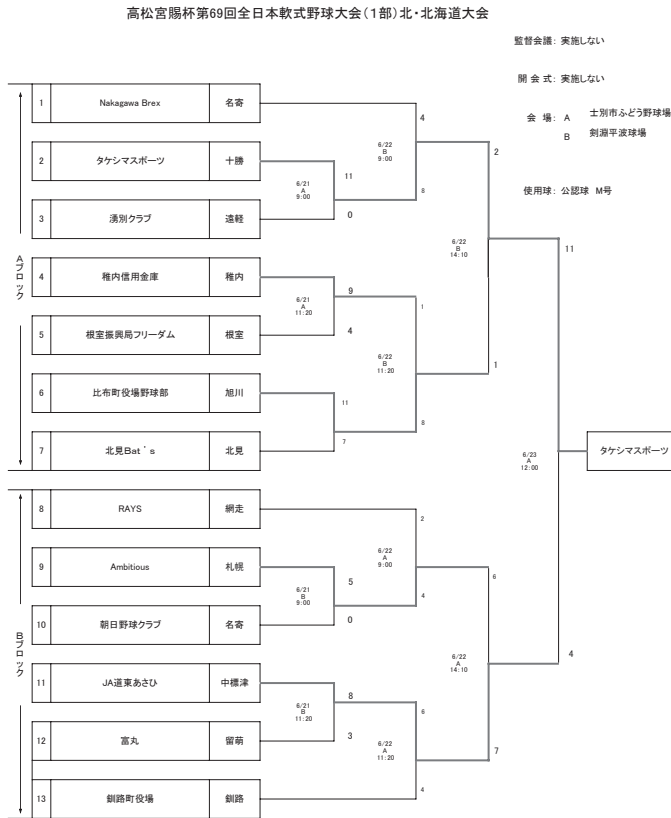 高松宮賜杯第69回全日本軟式野球大会（1部）北・北海道大会
監督会議: 実施しない
開 会 式: 実施しない
会 場: A 士別市ふどう野球場
B 剣淵平波球場
使用球: 公認球 M号
Aブロック
1 Nakagawa Brex 名寄
2 タケシマスポーツ 十勝
3 湧別クラブ 遠軽
4 稚内信用金庫 稚内
5 根室振興局フリーダム 根室
6 比布町役場野球部 旭川
7 北見Bat´s 北見
Bブロック
8 RAYS 網走
9 Ambitious 札幌
10 朝日野球クラブ 名寄
11 JA道東あさひ 中標津
12 富丸 留萌
13 釧路町役場 釧路
6/21
A
9:00
11
0
6/21
A
11:20
9
4
11
7
6/22
B
9:00
4
8
6/22
B
11:20
1
8
6/22
B
14:10
2
1
6/21
B
9:00
5
0
6/21
B
11:20
8
3
6/22
A
9:00
2
4
6/22
A
11:20
6
4
6/22
A
14:10
6
7
6/23
A
12:00
11
4
タケシマスポーツ